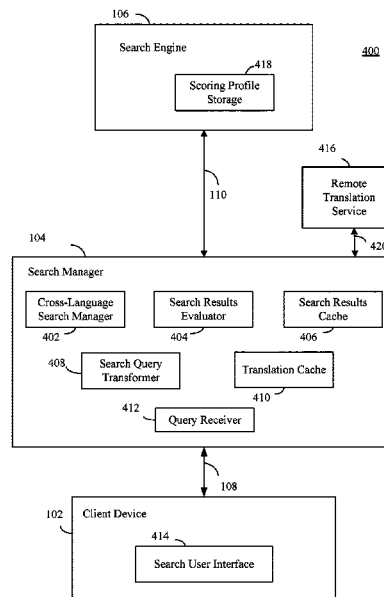 106
Search Engine
400
418
Scoring Profile
Storage
416
110
Remote
Translation
Service
104
420
Search Manager
Cross-Language
Search Manager
Search Results
Evaluator
Search Results
Cache
402
404
406
408
Search Query
Transformer
Translation Cache
412
410
Query Receiver
108
102
Client Device
414
Search User Interface